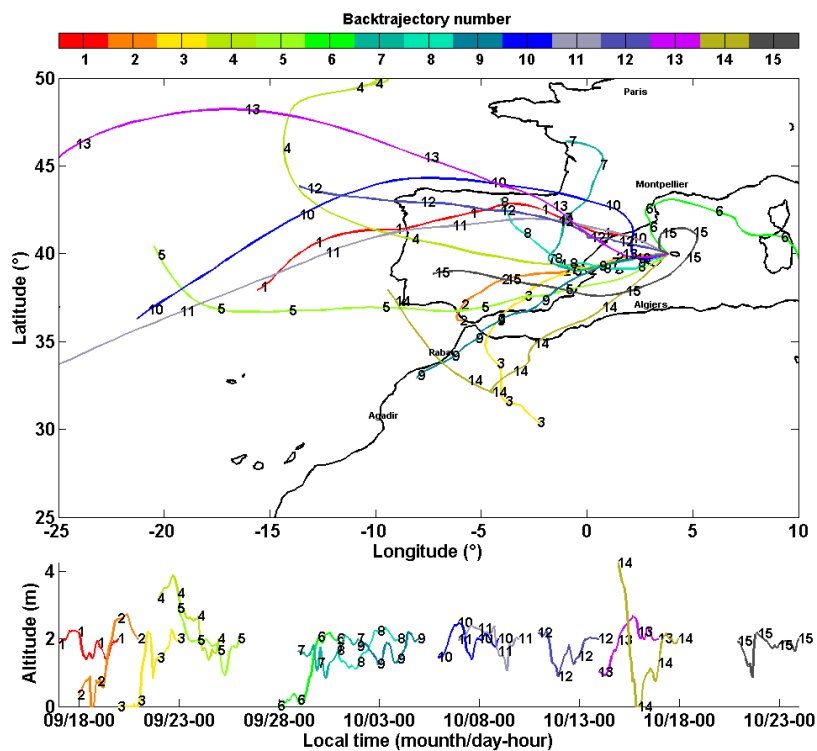 Backtrajectory number
1 2 3 4 5 6 7 8 9 10 11 12 13 14 15
50
45
40
35
30
25
Latitude (°)
Paris
Montpellier
Algiers
Rabat
Agadir
-25 -20 -15 -10 -5 0 5 10
Longitude (°)
4
2
0
Altitude (m)
09/18-00 09/23-00 09/28-00 10/03-00 10/08-00 10/13-00 10/18-00 10/23-00
Local time (mounth/day-hour)